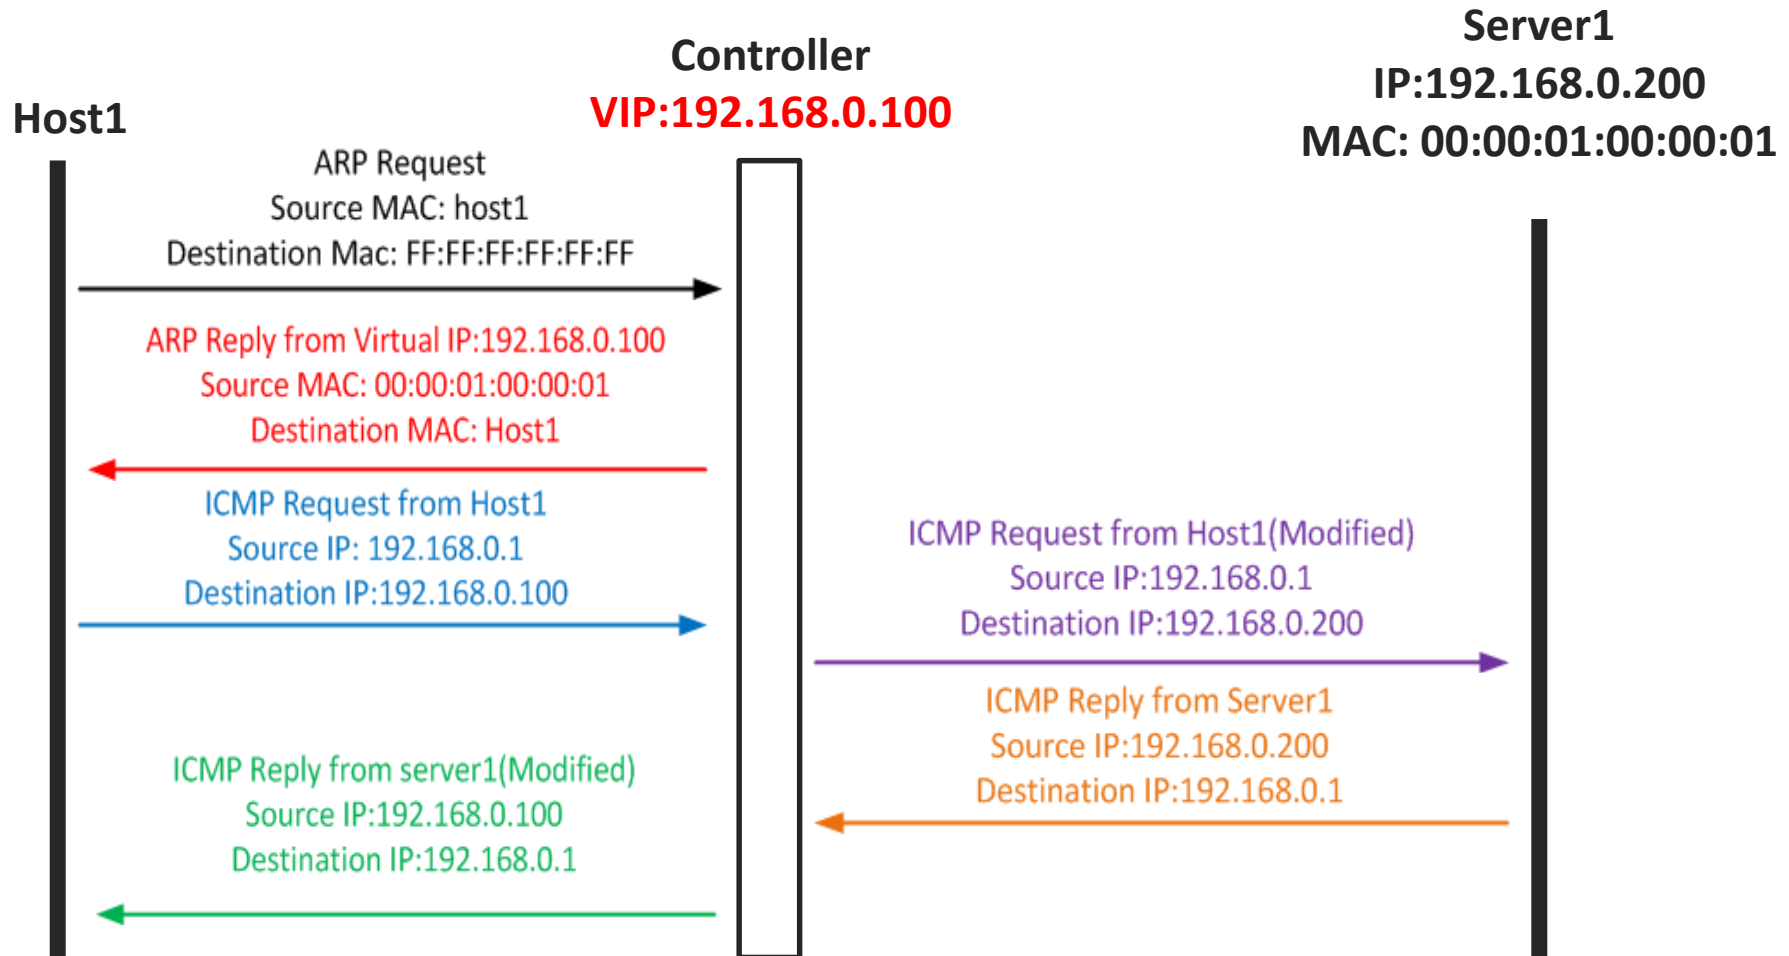 Host1
Controller
VIP:192.168.0.100
Server1
IP:192.168.0.200
MAC: 00:00:01:00:00:01
ARP Request
Source MAC: host1
Destination Mac: FF:FF:FF:FF:FF:FF
ARP Reply from Virtual IP:192.168.0.100
Source MAC: 00:00:01:00:00:01
Destination MAC: Host1
ICMP Request from Host1
Source IP: 192.168.0.1
Destination IP:192.168.0.100
ICMP Request from Host1(Modified)
Source IP:192.168.0.1
Destination IP:192.168.0.200
ICMP Reply from Server1
Source IP:192.168.0.200
Destination IP:192.168.0.1
ICMP Reply from server1(Modified)
Source IP:192.168.0.100
Destination IP:192.168.0.1